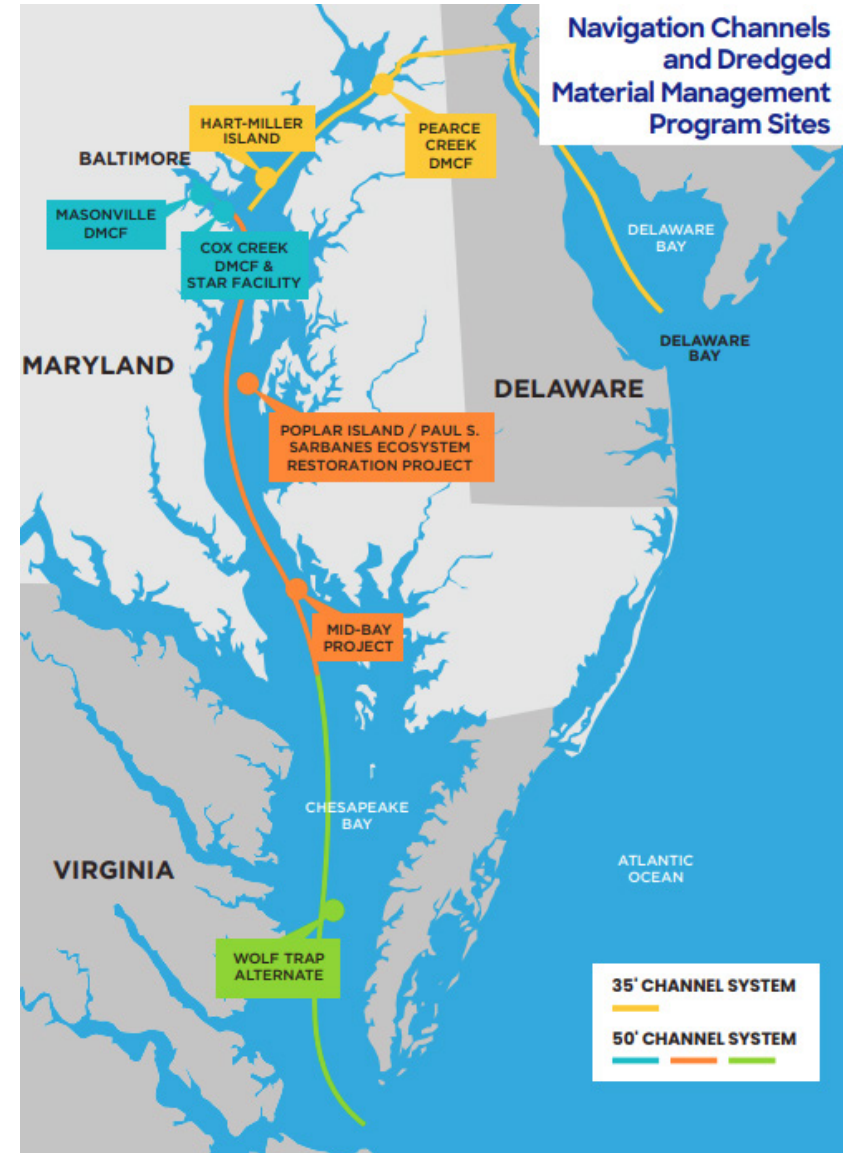 Navigation Channels
and Dredged
Material Management
Program Sites
HART-MILLER
ISLAND
PEARCE
CREEK
DMCF
BALTIMORE
MASONVILLE
DMCF
COX CREEK
DMCF &
STAR FACILITY
DELAWARE
BAY
DELAWARE
BAY
MARYLAND
DELAWARE
POPLAR ISLAND / PAUL S.
SARBANES ECOSYSTEM
RESTORATION PROJECT
MID-BAY
PROJECT
CHESAPEAKE
BAY
VIRGINIA
ATLANTIC
OCEAN
WOLF TRAP
ALTERNATE
35' CHANNEL SYSTEM
50' CHANNEL SYSTEM